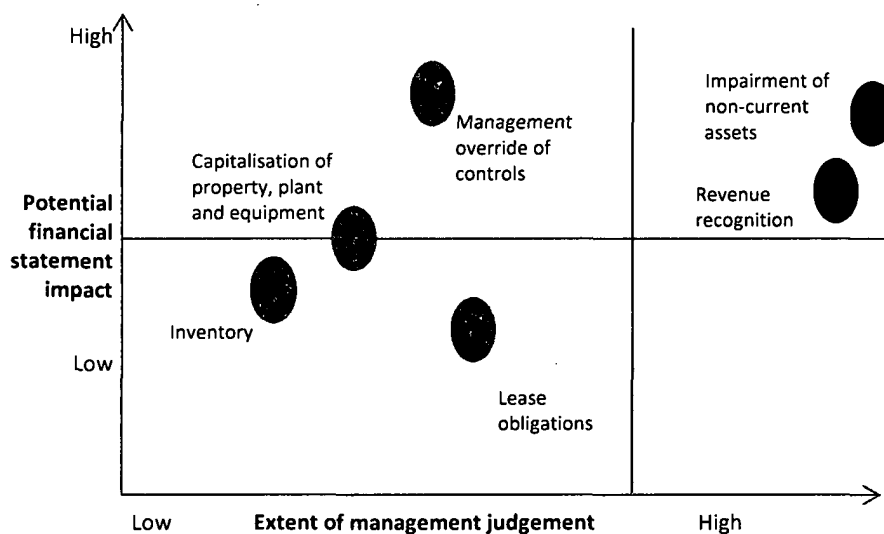 High
Impairment of
non-current
assets
Management
override of
controls
Capitalisation of
property, plant
and equipment
Revenue
recognition
Potential
financial
statement
impact
Inventory
Low
Lease
obligations
Low
Extent of management judgement
High